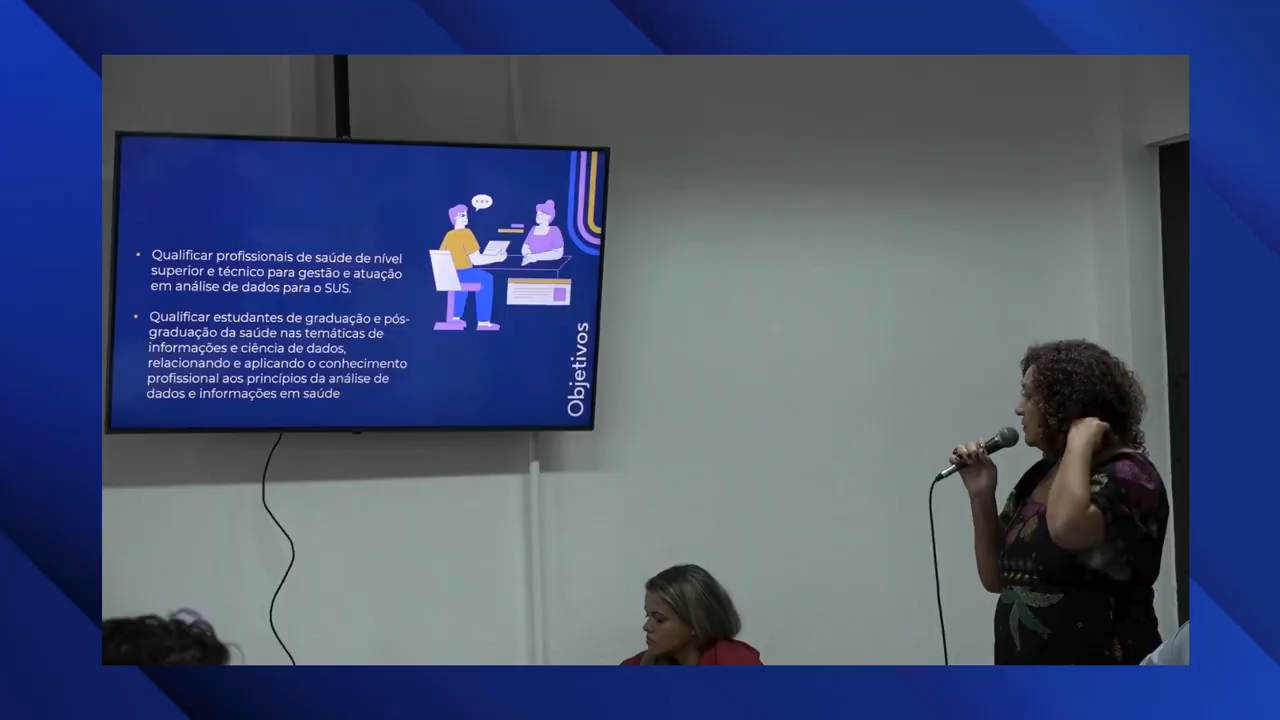 • Qualificar profissionais de saúde de nível
superior e técnico para gestão e atuação
em análise de dados para o SUS.
• Qualificar estudantes de graduação e pós-
graduação da saúde nas temáticas de
informações e ciência de dados,
relacionando e aplicando o conhecimento
profissional aos princípios da análise de
dados e informações em saúde
Objetivos